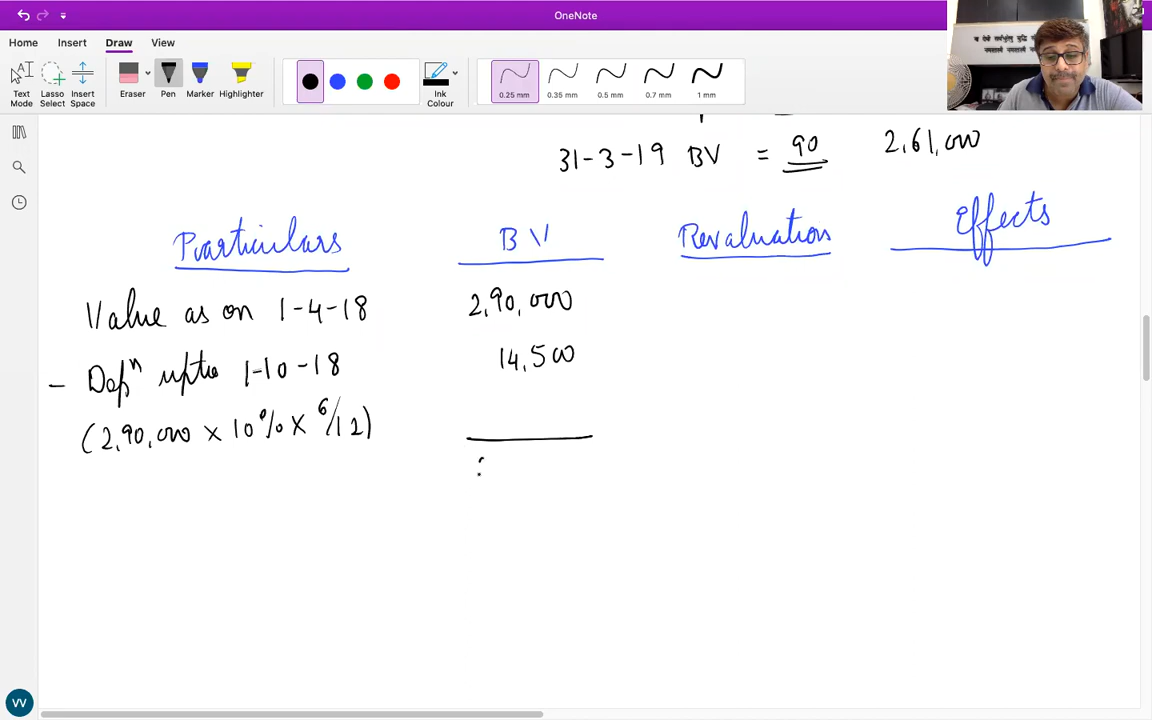 OneNote
Home Insert Draw View
Text Mode
Lasso Select
Insert Space
Eraser
Pen
Marker
Highlighter
0.25 mm
0.35 mm
0.5 mm
0.7 mm
1 mm
Ink Colour
31-3-19 BV = 90 2,61,000
Particulars BV Revaluation Effects
Value as on 1-4-18 2,90,000
- Depn upto 1-10-18 14,500
(2,90,000 x 10% x 6/12)
VV